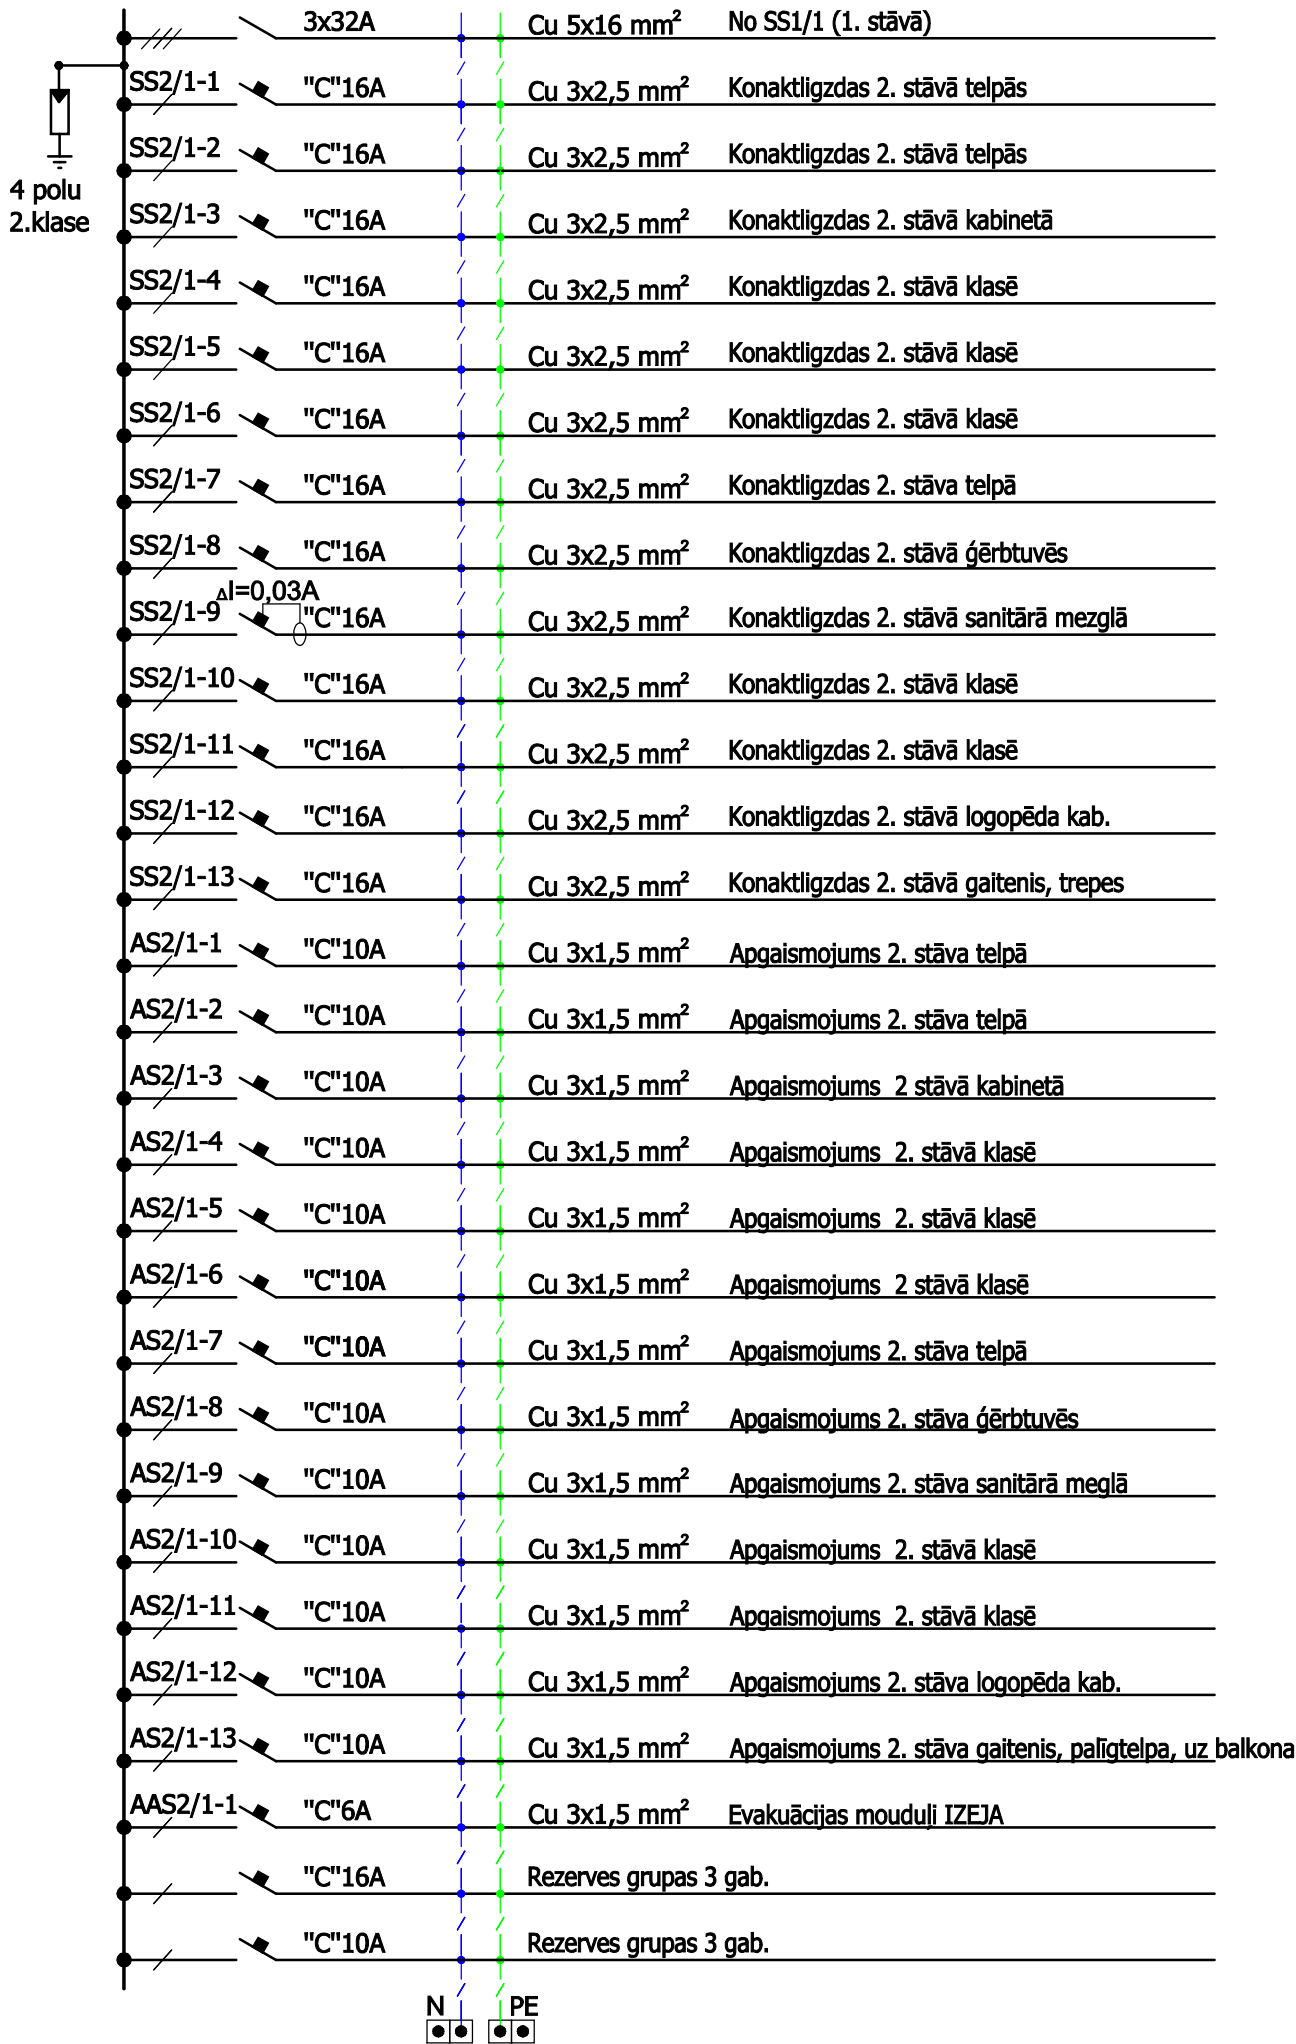 3x32A Cu 5x16 mm² No SS1/1 (1. stāvā)
SS2/1-1 "C"16A Cu 3x2,5 mm² Konaktligzdas 2. stāvā telpās
SS2/1-2 "C"16A Cu 3x2,5 mm² Konaktligzdas 2. stāvā telpās
4 polu
2.klase
SS2/1-3 "C"16A Cu 3x2,5 mm² Konaktligzdas 2. stāvā kabinetā
SS2/1-4 "C"16A Cu 3x2,5 mm² Konaktligzdas 2. stāvā klasē
SS2/1-5 "C"16A Cu 3x2,5 mm² Konaktligzdas 2. stāvā klasē
SS2/1-6 "C"16A Cu 3x2,5 mm² Konaktligzdas 2. stāvā klasē
SS2/1-7 "C"16A Cu 3x2,5 mm² Konaktligzdas 2. stāva telpā
SS2/1-8 "C"16A Cu 3x2,5 mm² Konaktligzdas 2. stāvā ģērbtuvēs
ΔI=0,03A
SS2/1-9 "C"16A Cu 3x2,5 mm² Konaktligzdas 2. stāvā sanitārā mezglā
SS2/1-10 "C"16A Cu 3x2,5 mm² Konaktligzdas 2. stāvā klasē
SS2/1-11 "C"16A Cu 3x2,5 mm² Konaktligzdas 2. stāvā klasē
SS2/1-12 "C"16A Cu 3x2,5 mm² Konaktligzdas 2. stāvā logopēda kab.
SS2/1-13 "C"16A Cu 3x2,5 mm² Konaktligzdas 2. stāvā gaitenis, trepes
AS2/1-1 "C"10A Cu 3x1,5 mm² Apgaismojums 2. stāva telpā
AS2/1-2 "C"10A Cu 3x1,5 mm² Apgaismojums 2. stāva telpā
AS2/1-3 "C"10A Cu 3x1,5 mm² Apgaismojums 2 stāvā kabinetā
AS2/1-4 "C"10A Cu 3x1,5 mm² Apgaismojums 2. stāvā klasē
AS2/1-5 "C"10A Cu 3x1,5 mm² Apgaismojums 2. stāvā klasē
AS2/1-6 "C"10A Cu 3x1,5 mm² Apgaismojums 2 stāvā klasē
AS2/1-7 "C"10A Cu 3x1,5 mm² Apgaismojums 2. stāva telpā
AS2/1-8 "C"10A Cu 3x1,5 mm² Apgaismojums 2. stāva ģērbtuvēs
AS2/1-9 "C"10A Cu 3x1,5 mm² Apgaismojums 2. stāva sanitārā meglā
AS2/1-10 "C"10A Cu 3x1,5 mm² Apgaismojums 2. stāvā klasē
AS2/1-11 "C"10A Cu 3x1,5 mm² Apgaismojums 2. stāvā klasē
AS2/1-12 "C"10A Cu 3x1,5 mm² Apgaismojums 2. stāva logopēda kab.
AS2/1-13 "C"10A Cu 3x1,5 mm² Apgaismojums 2. stāva gaitenis, palīgtelpa, uz balkona
AAS2/1-1 "C"6A Cu 3x1,5 mm² Evakuācijas mouduļi IZEJA
"C"16A Rezerves grupas 3 gab.
"C"10A Rezerves grupas 3 gab.
N PE